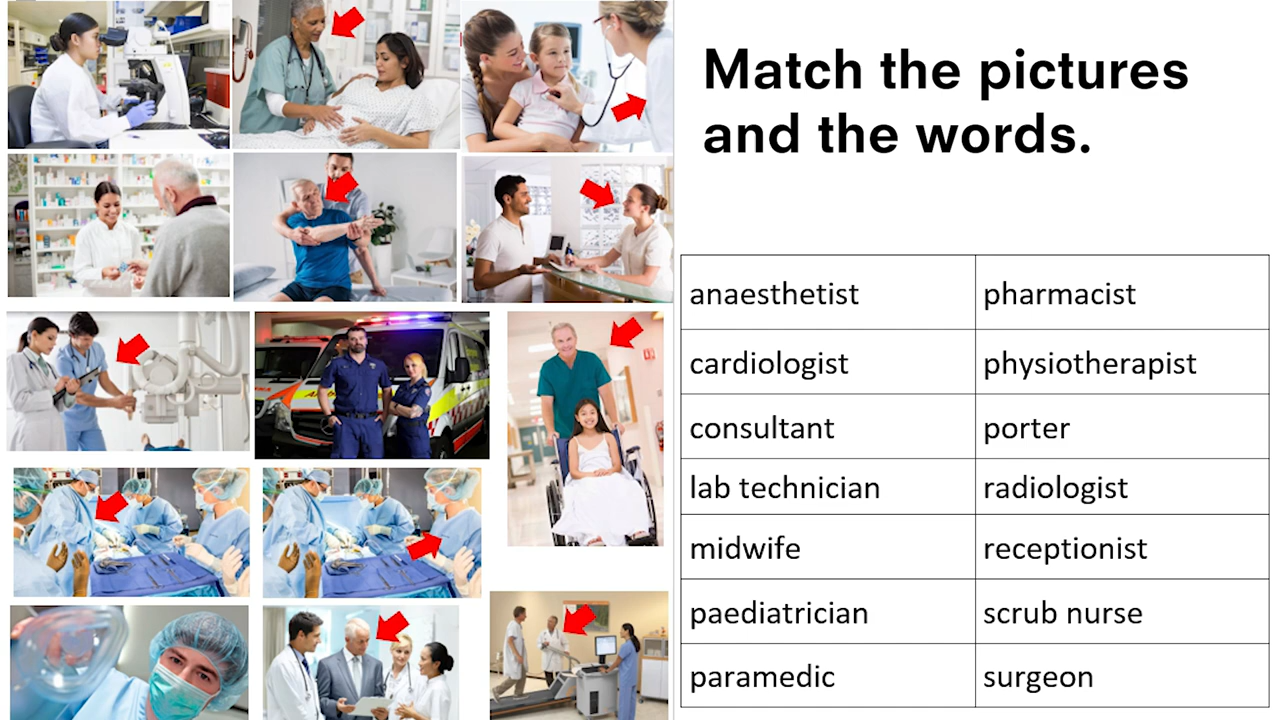 Match the pictures
and the words.
anaesthetist pharmacist
cardiologist physiotherapist
consultant porter
lab technician radiologist
midwife receptionist
paediatrician scrub nurse
paramedic surgeon